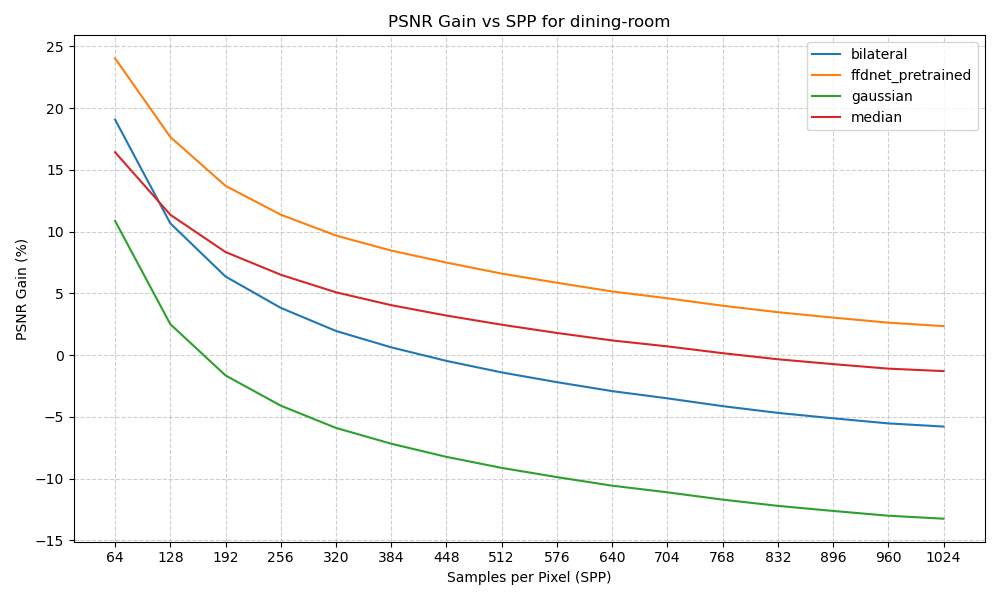 PSNR Gain vs SPP for dining-room
bilateral
ffdnet_pretrained
gaussian
median
PSNR Gain (%)
25
20
15
10
5
0
−5
−10
−15
64 128 192 256 320 384 448 512 576 640 704 768 832 896 960 1024
Samples per Pixel (SPP)